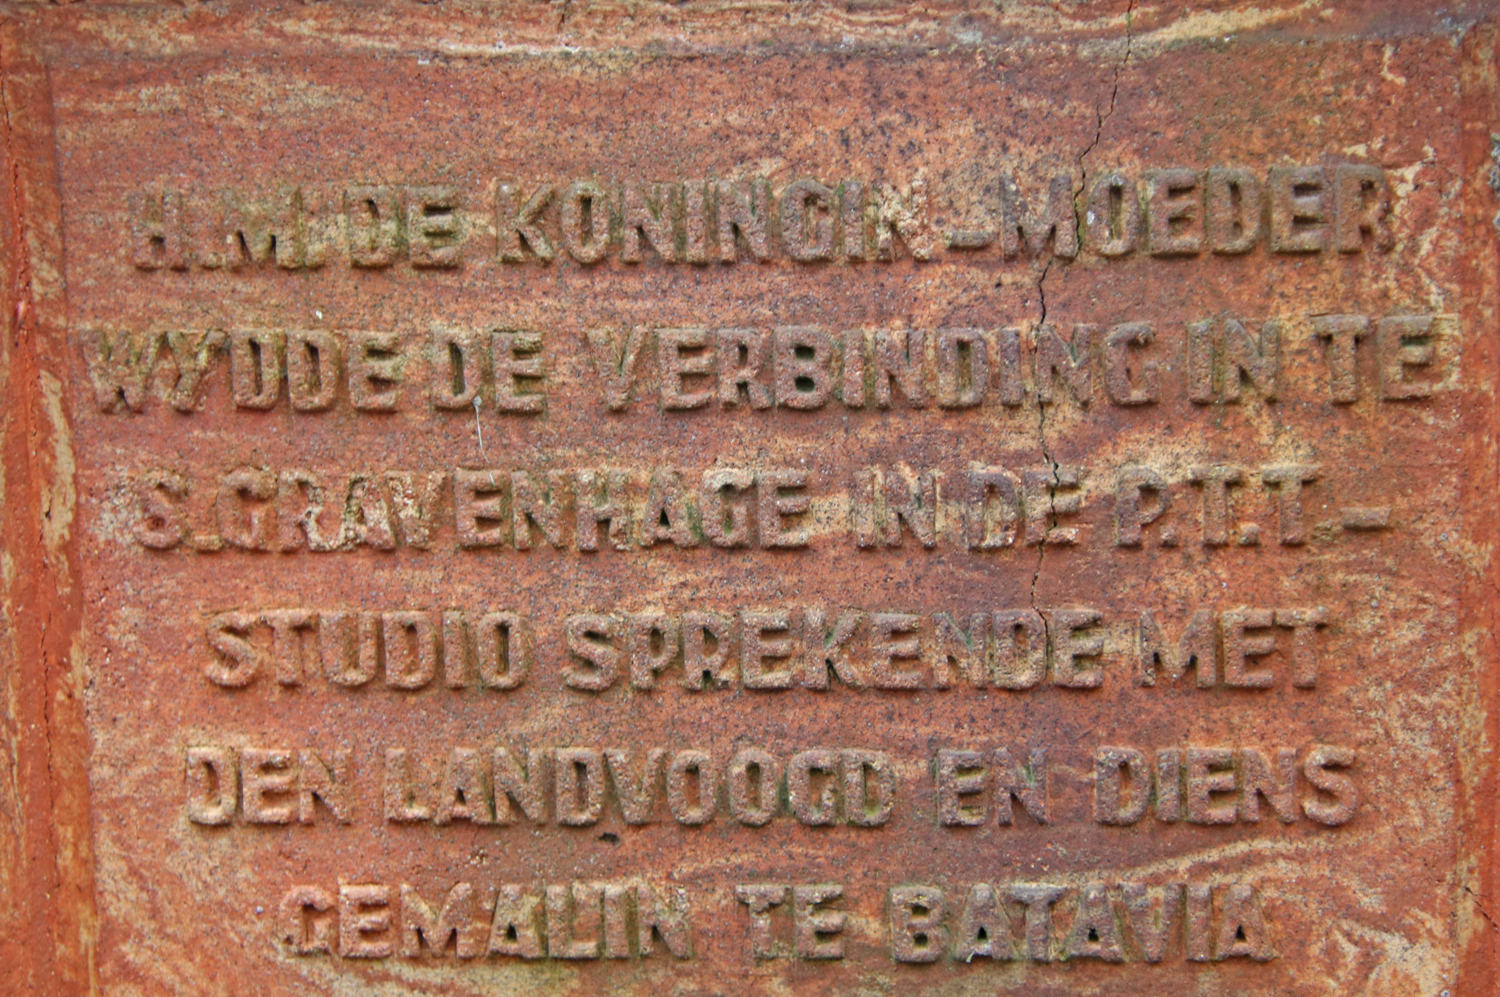 H.M. DE KONINGIN-MOEDER
WYDDE DE VERBINDING IN TE
S.GRAVENHAGE IN DE P.T.T-
STUDIO SPREKENDE MET
DEN LANDVOOGD EN DIENS
GEMALIN TE BATAVIA